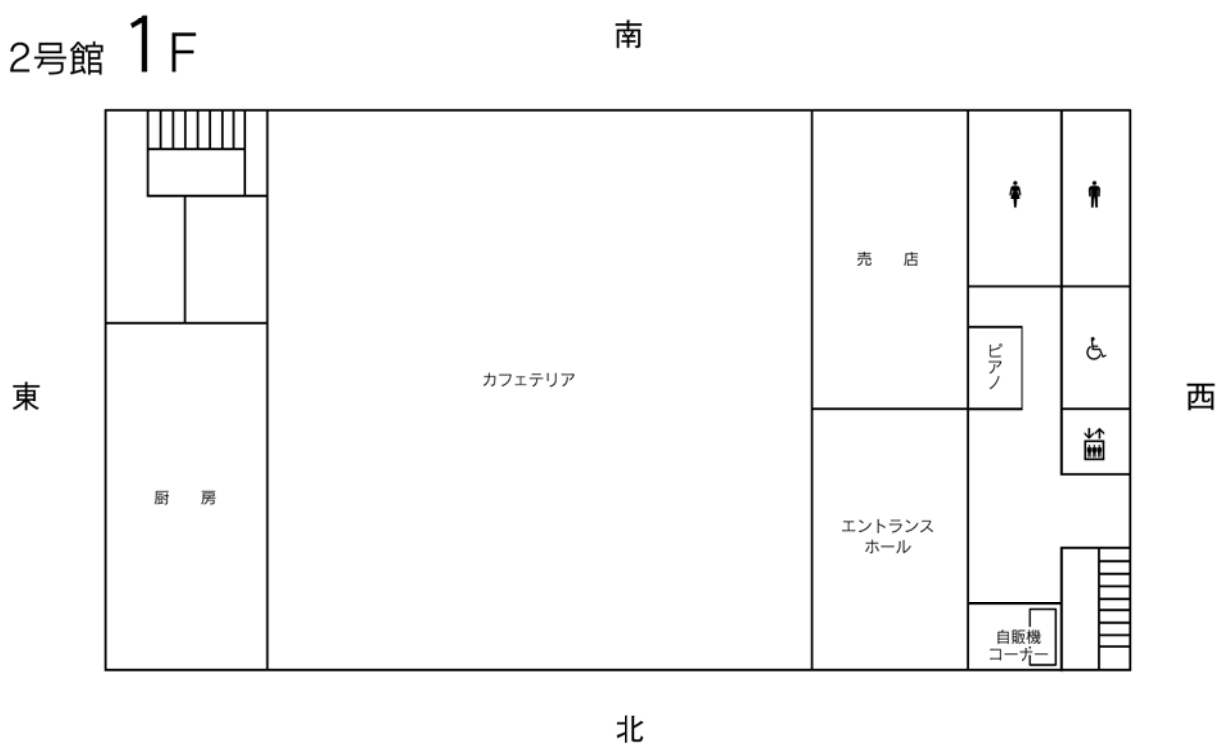 2号館 1F
南
売 店
ピアノ
カフェテリア
東
西
厨 房
エントランス
ホール
自販機
コーナー
北